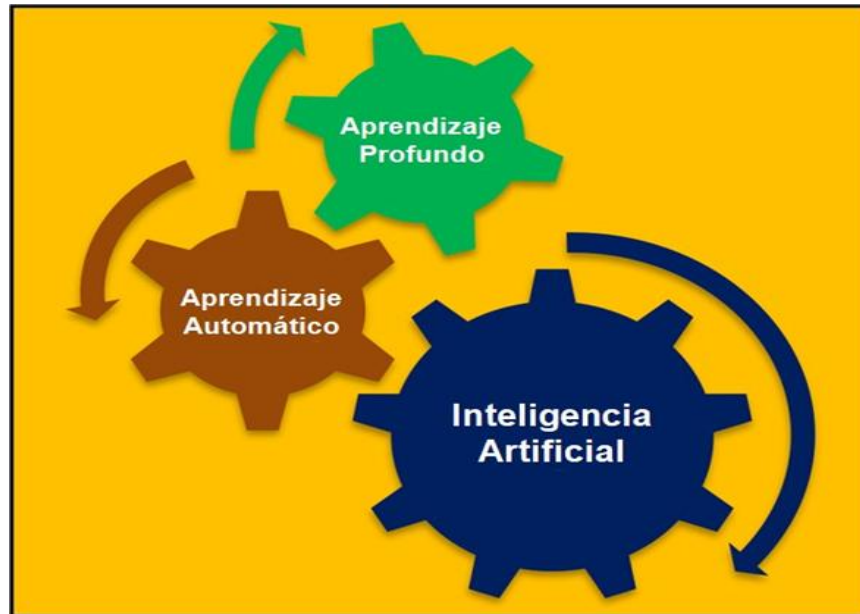 Aprendizaje
Profundo
Aprendizaje
Automático
Inteligencia
Artificial